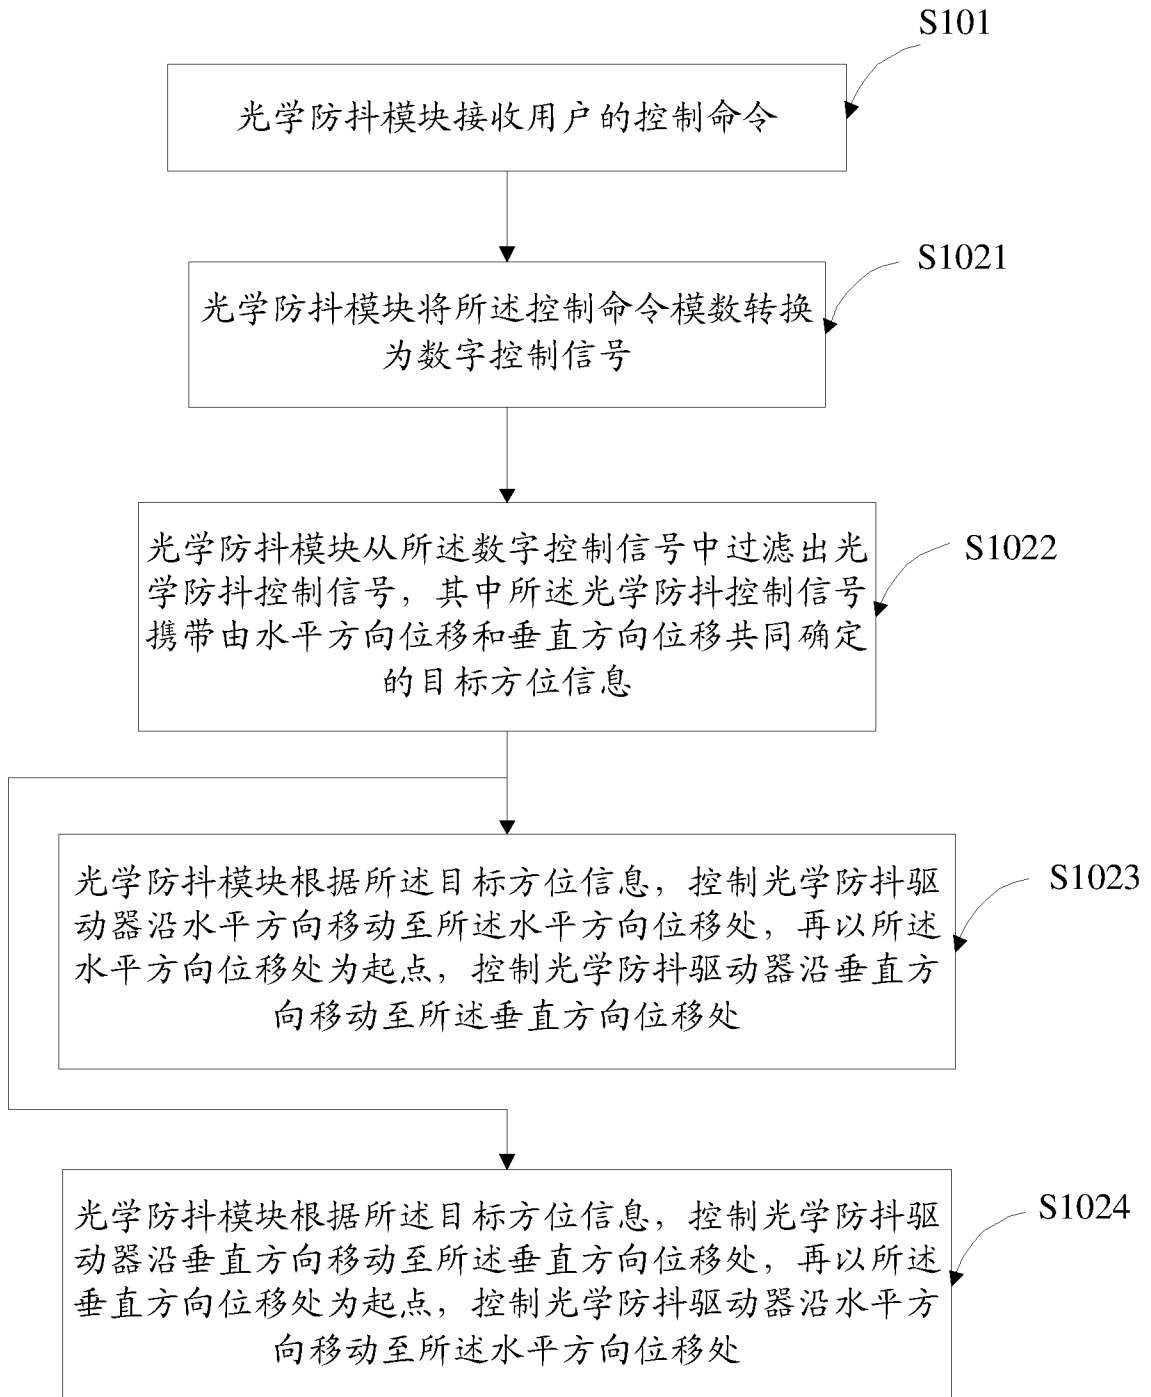 S101
光学防抖模块接收用户的控制命令
S1021
光学防抖模块将所述控制命令模数转换
为数字控制信号
S1022
光学防抖模块从所述数字控制信号中过滤出光
学防抖控制信号，其中所述光学防抖控制信号
携带由水平方向位移和垂直方向位移共同确定
的目标方位信息
S1023
光学防抖模块根据所述目标方位信息，控制光学防抖驱
动器沿水平方向移动至所述水平方向位移处，再以所述
水平方向位移处为起点，控制光学防抖驱动器沿垂直方
向移动至所述垂直方向位移处
S1024
光学防抖模块根据所述目标方位信息，控制光学防抖驱
动器沿垂直方向移动至所述垂直方向位移处，再以所述
垂直方向位移处为起点，控制光学防抖驱动器沿水平方
向移动至所述水平方向位移处